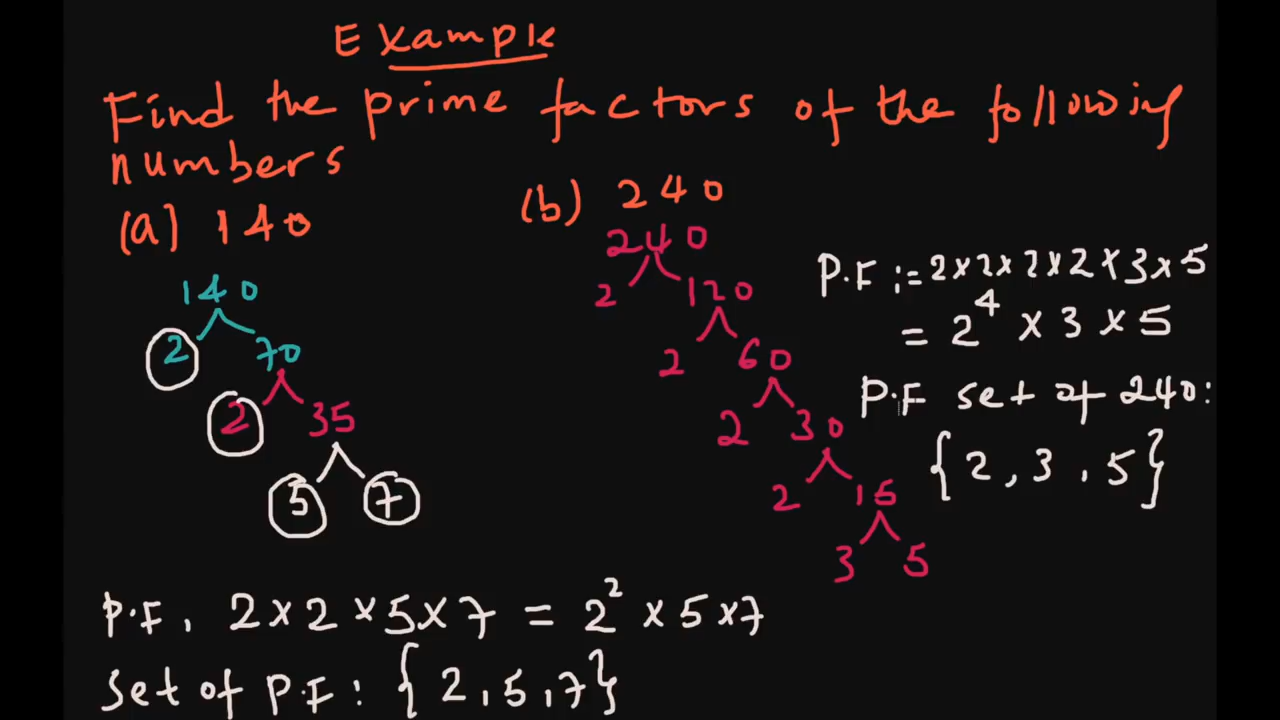 Example
Find the prime factors of the following
numbers
(a) 140
(b) 240
140
2 70
2 35
5 7
P.F. 2×2×5×7 = 2² ×5×7
Set of P.F: {2,5,7}
240
2 120
2 60
2 30
2 15
3 5
P.F := 2×2×2×2×3×5
= 2⁴ × 3 × 5
P.F set of 240:
{2, 3, 5}